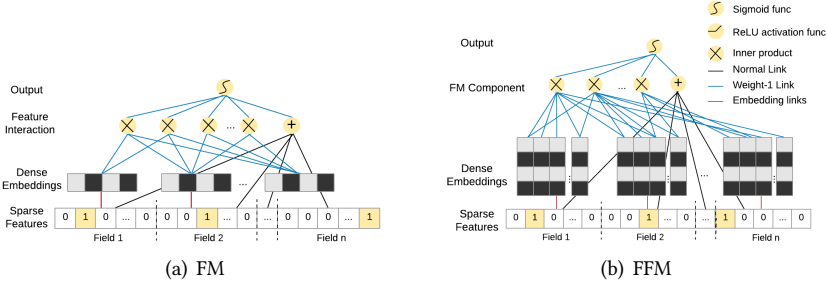 Output
Feature
Interaction
...
+
Dense
Embeddings
...
Sparse
Features
0 1 0 ... 0 0 0 1 ... 0 ... 0 0 0 ... 1
Field 1 Field 2 Field n
(a) FM
Sigmoid func
ReLU activation func
Inner product
Normal Link
Weight-1 Link
Embedding links
Output
FM Component
...
+
Dense
Embeddings
: : ... :
Sparse
Features
0 1 0 ... 0 0 0 1 ... 0 ... 1 0 0 ... 0
Field 1 Field 2 Field n
(b) FFM